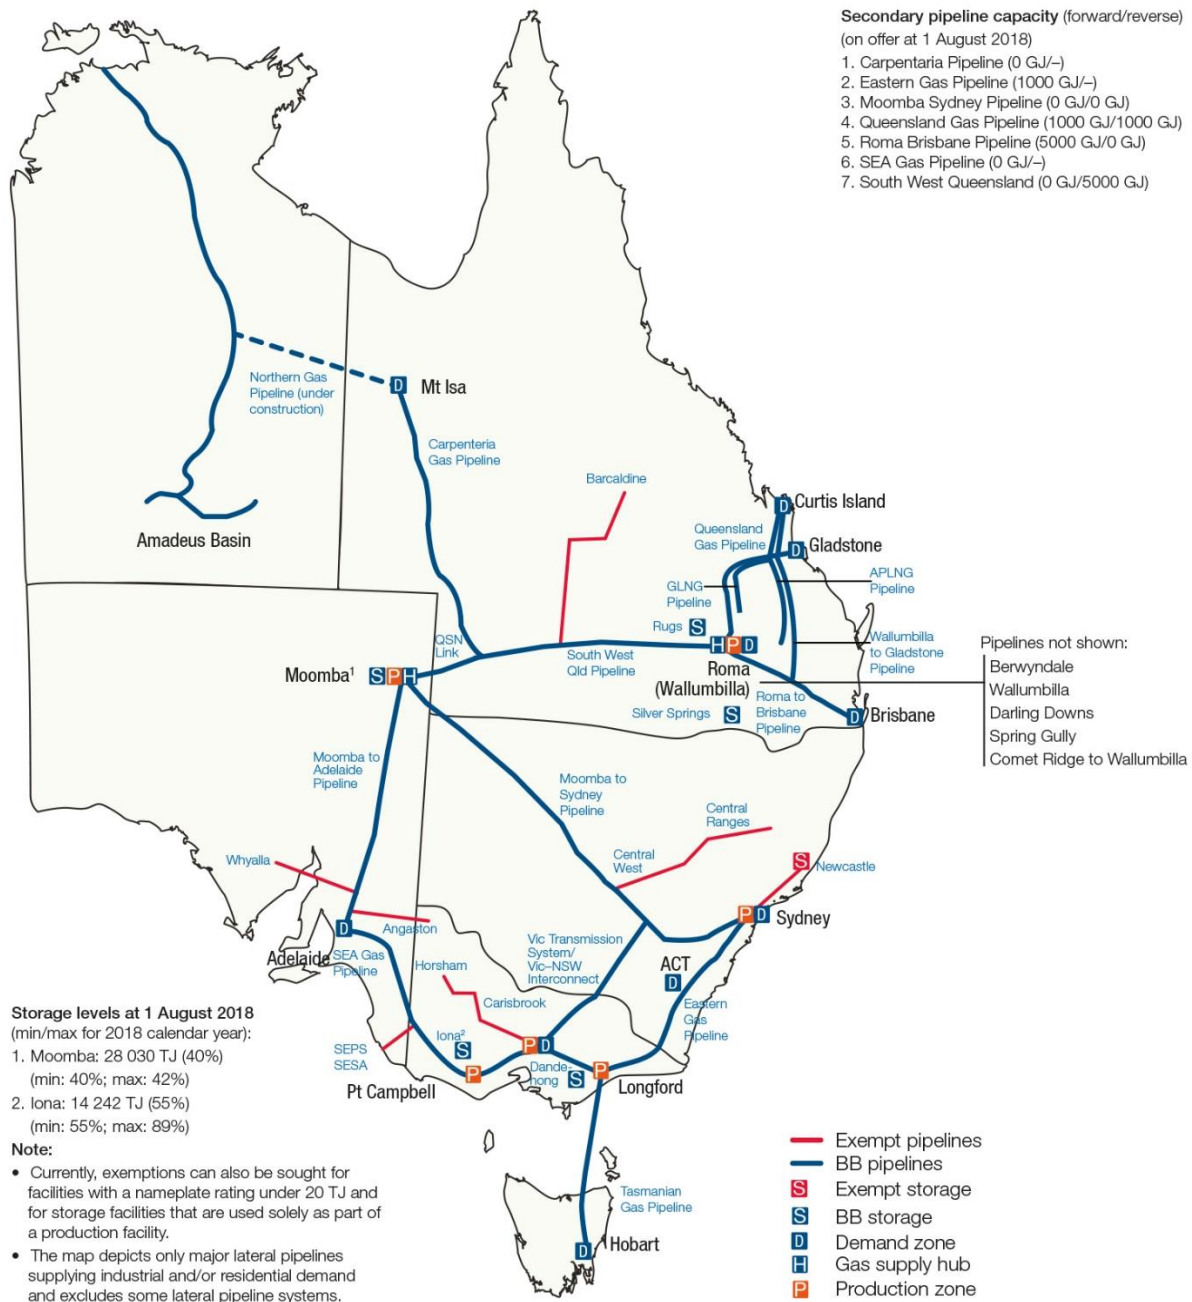 Secondary pipeline capacity (forward/reverse)
(on offer at 1 August 2018)
1. Carpentaria Pipeline (0 GJ/–)
2. Eastern Gas Pipeline (1000 GJ/–)
3. Moomba Sydney Pipeline (0 GJ/0 GJ)
4. Queensland Gas Pipeline (1000 GJ/1000 GJ)
5. Roma Brisbane Pipeline (5000 GJ/0 GJ)
6. SEA Gas Pipeline (0 GJ/–)
7. South West Queensland (0 GJ/5000 GJ)
Northern Gas
Pipeline (under
construction)
D
Mt Isa
Carpenteria
Gas Pipeline
Barcaldine
Amadeus Basin
D
Curtis Island
Queensland
Gas Pipeline
D
Gladstone
GLNG
Pipeline
APLNG
Pipeline
Rugs S
H P D
Roma
(Wallumbilla)
Wallumbilla
to Gladstone
Pipeline
QSN
Link
South West
Qld Pipeline
Moomba¹
S P H
Silver Springs S
Roma to
Brisbane
Pipeline
D
Brisbane
Pipelines not shown:
Berwyndale
Wallumbilla
Darling Downs
Spring Gully
Comet Ridge to Wallumbilla
Moomba to
Adelaide
Pipeline
Moomba to
Sydney
Pipeline
Central
Ranges
Central
West
S
Newcastle
Whyalla
P D
Sydney
Angaston
D
Adelaide
SEA Gas
Pipeline
Vic Transmission
System/
Vic–NSW
Interconnect
ACT
D
Horsham
Carisbrook
Eastern
Gas
Pipeline
Iona²
S
P D
SEPS
SESA
P
Pt Campbell
Dande-
nong
S
P
Longford
Tasmanian
Gas Pipeline
D
Hobart
Storage levels at 1 August 2018
(min/max for 2018 calendar year):
1. Moomba: 28 030 TJ (40%)
(min: 40%; max: 42%)
2. Iona: 14 242 TJ (55%)
(min: 55%; max: 89%)
Note:
• Currently, exemptions can also be sought for
facilities with a nameplate rating under 20 TJ and
for storage facilities that are used solely as part of
a production facility.
• The map depicts only major lateral pipelines
supplying industrial and/or residential demand
and excludes some lateral pipeline systems.
Exempt pipelines
BB pipelines
S Exempt storage
S BB storage
D Demand zone
H Gas supply hub
P Production zone